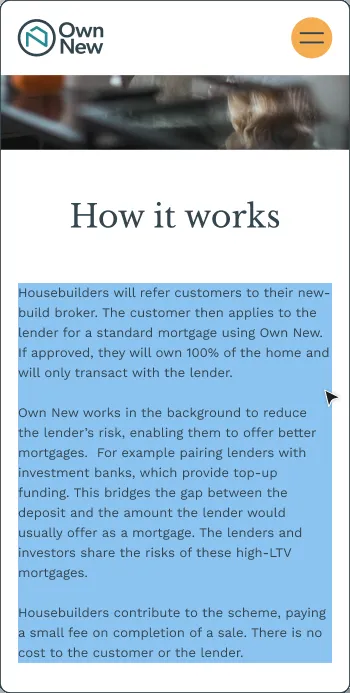 Own
New
How it works
Housebuilders will refer customers to their new-
build broker. The customer then applies to the
lender for a standard mortgage using Own New.
If approved, they will own 100% of the home and
will only transact with the lender.
Own New works in the background to reduce
the lender’s risk, enabling them to offer better
mortgages.  For example pairing lenders with
investment banks, which provide top-up
funding. This bridges the gap between the
deposit and the amount the lender would
usually offer as a mortgage. The lenders and
investors share the risks of these high-LTV
mortgages.
Housebuilders contribute to the scheme, paying
a small fee on completion of a sale. There is no
cost to the customer or the lender.